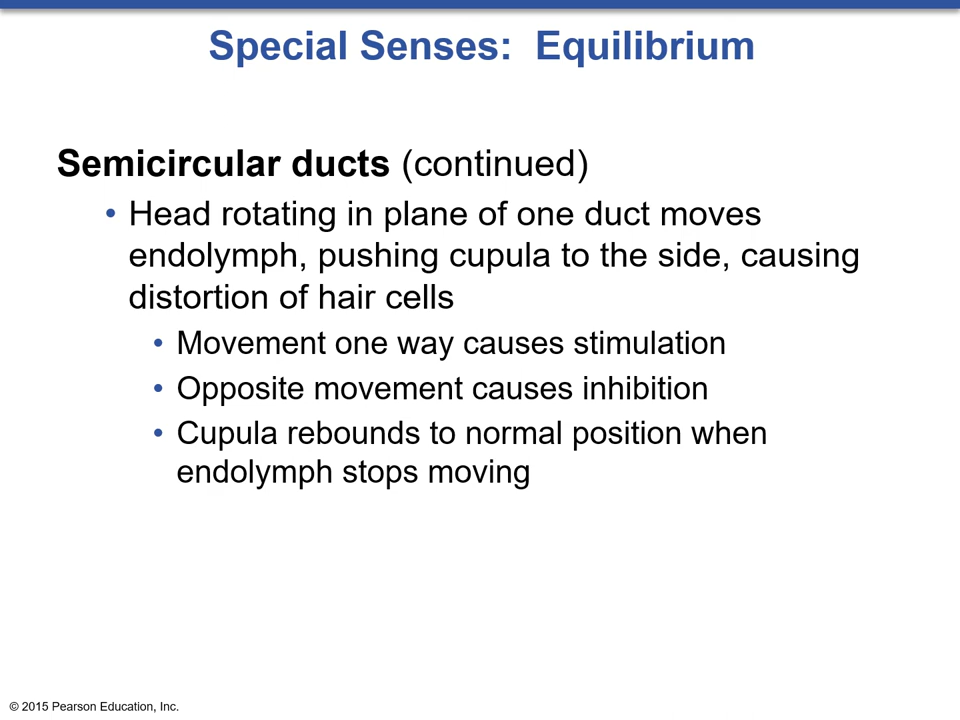 Special Senses:  Equilibrium
Semicircular ducts (continued)
• Head rotating in plane of one duct moves
endolymph, pushing cupula to the side, causing
distortion of hair cells
• Movement one way causes stimulation
• Opposite movement causes inhibition
• Cupula rebounds to normal position when
endolymph stops moving
© 2015 Pearson Education, Inc.